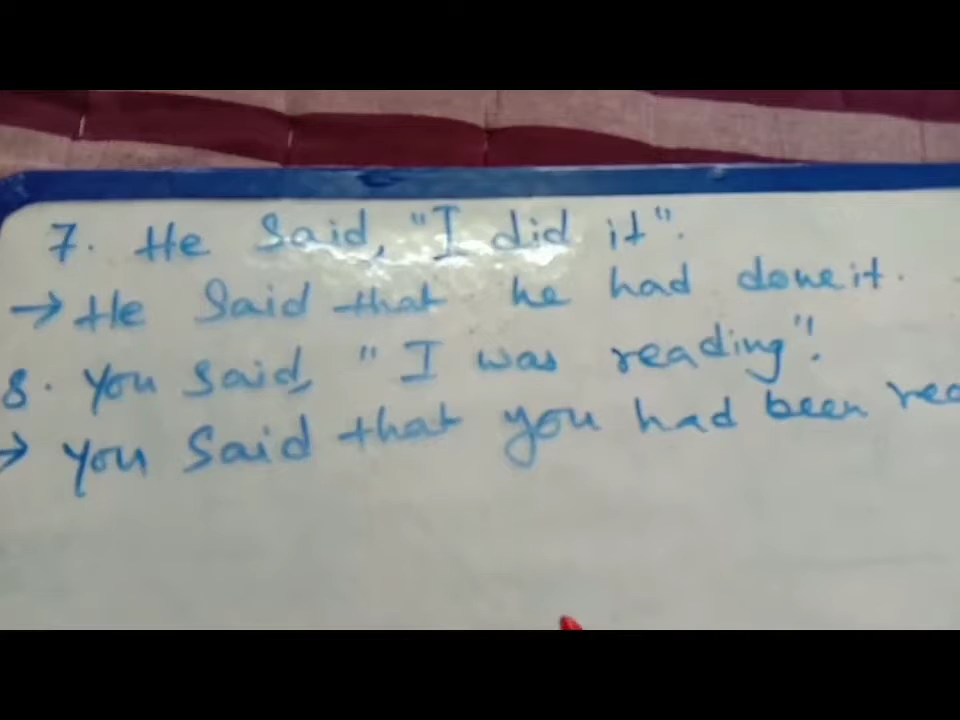 7. He said, "I did it".
→ He said that he had done it.
8. You said, "I was reading".
→ You said that you had been